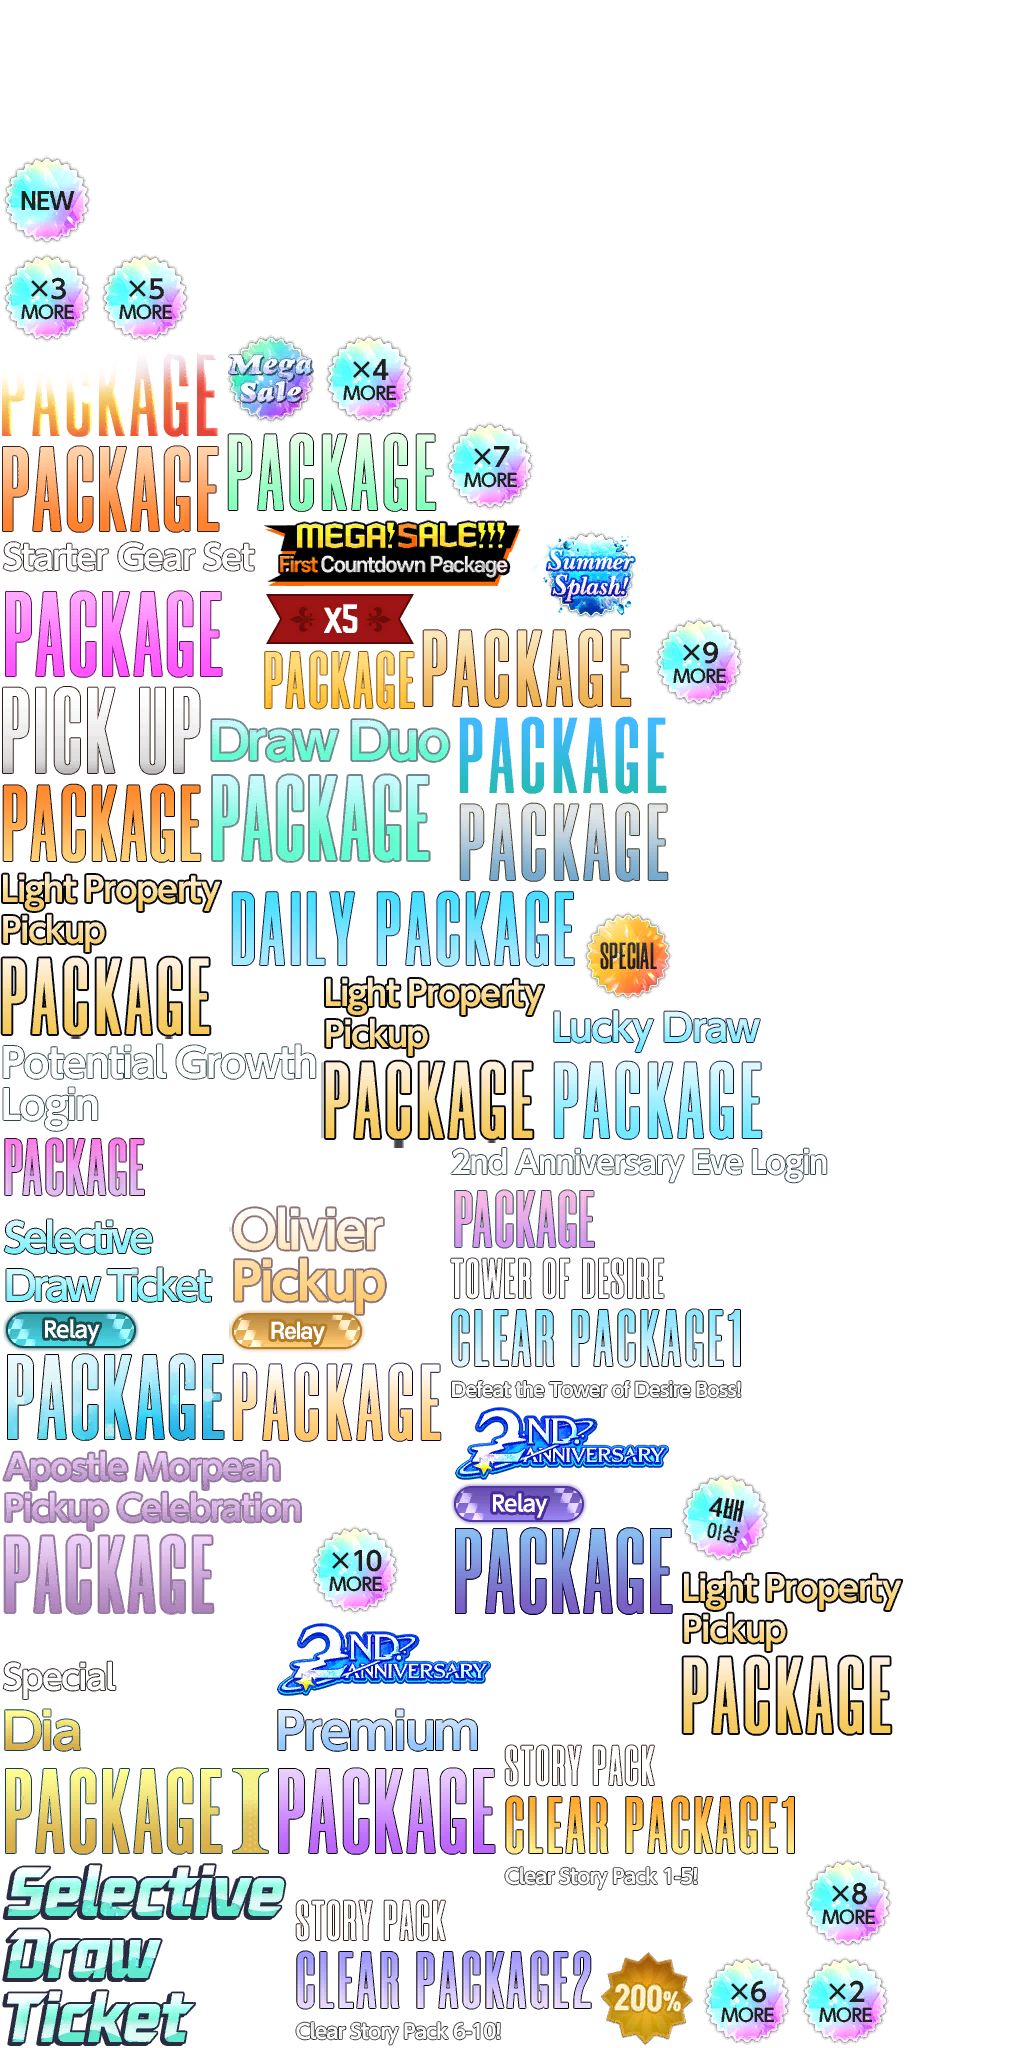 NEW
×3
MORE
×5
MORE
PACKAGE
Mega
Sale
×4
MORE
PACKAGE
Starter Gear Set
PACKAGE
×7
MORE
MEGA! SALE!!!
First Countdown Package
Summer
Splash!
PACKAGE
X5
PACKAGE
PACKAGE
×9
MORE
PICK UP
PACKAGE
Draw Duo
PACKAGE
PACKAGE
PACKAGE
Light Property
Pickup
PACKAGE
DAILY PACKAGE
SPECIAL
Light Property
Pickup
PACKAGE
Lucky Draw
PACKAGE
Potential Growth
Login
PACKAGE
2nd Anniversary Eve Login
PACKAGE
Selective
Draw Ticket
Relay
PACKAGE
Olivier
Pickup
Relay
PACKAGE
TOWER OF DESIRE
CLEAR PACKAGE1
Defeat the Tower of Desire Boss!
Apostle Morpeah
Pickup Celebration
PACKAGE
×10
MORE
2ND
ANNIVERSARY
Relay
PACKAGE
4배
이상
Light Property
Pickup
PACKAGE
Special
Dia
PACKAGE I
2ND
ANNIVERSARY
Premium
PACKAGE
STORY PACK
CLEAR PACKAGE1
Clear Story Pack 1-5!
Selective
Draw
Ticket
STORY PACK
CLEAR PACKAGE2
Clear Story Pack 6-10!
200%
×8
MORE
×6
MORE
×2
MORE